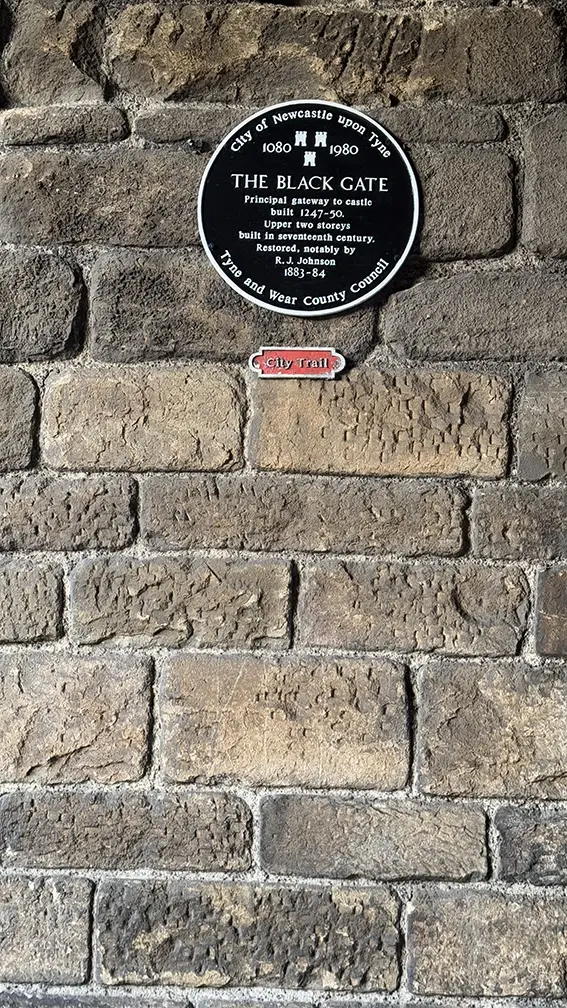 City of Newcastle upon Tyne
1080 1980
THE BLACK GATE
Principal gateway to castle
built 1247-50.
Upper two storeys
built in seventeenth century.
Restored, notably by
R.J. Johnson
1883-84
Tyne and Wear County Council
City Trail